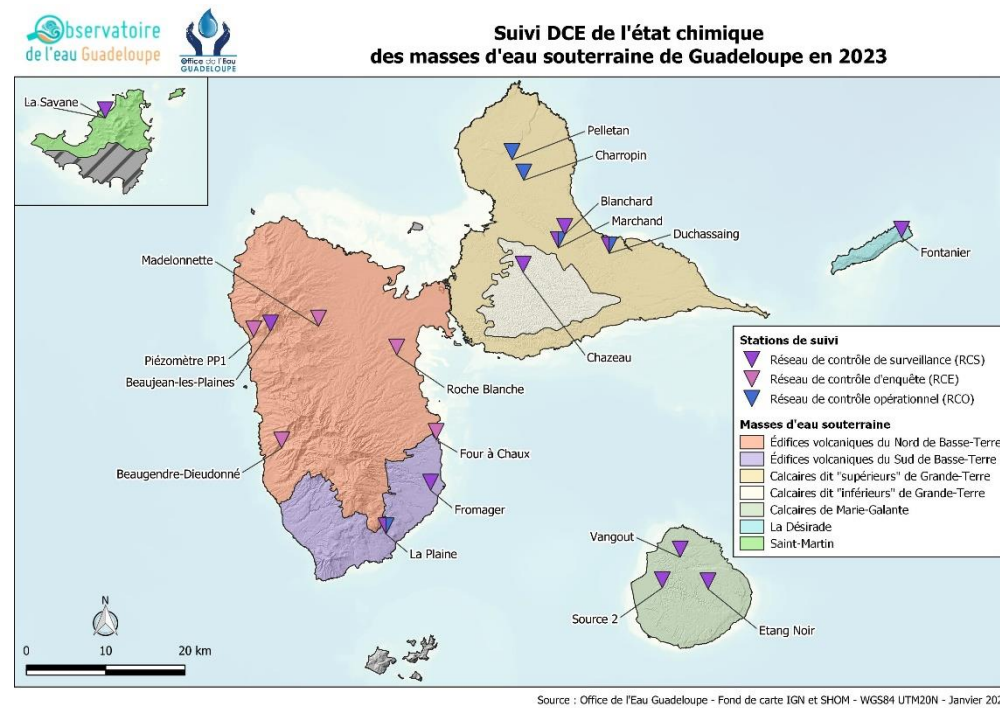 Observatoire
de l'eau Guadeloupe
Office de l'Eau
GUADELOUPE
Suivi DCE de l'état chimique
des masses d'eau souterraine de Guadeloupe en 2023
La Savane
Pelletan
Charropin
Blanchard
Marchand
Duchassaing
Fontanier
Madelonnette
Chazeau
Piézomètre PP1
Beaujean-les-Plaines
Roche Blanche
Beaugendre-Dieudonné
Four à Chaux
Fromager
La Plaine
Vangout
Source 2
Etang Noir
Stations de suivi
Réseau de contrôle de surveillance (RCS)
Réseau de contrôle d'enquête (RCE)
Réseau de contrôle opérationnel (RCO)
Masses d'eau souterraine
Édifices volcaniques du Nord de Basse-Terre
Édifices volcaniques du Sud de Basse-Terre
Calcaires dit "supérieurs" de Grande-Terre
Calcaires dit "inférieurs" de Grande-Terre
Calcaires de Marie-Galante
La Désirade
Saint-Martin
N
0 10 20 km
Source : Office de l'Eau Guadeloupe - Fond de carte IGN et SHOM - WGS84 UTM20N - Janvier